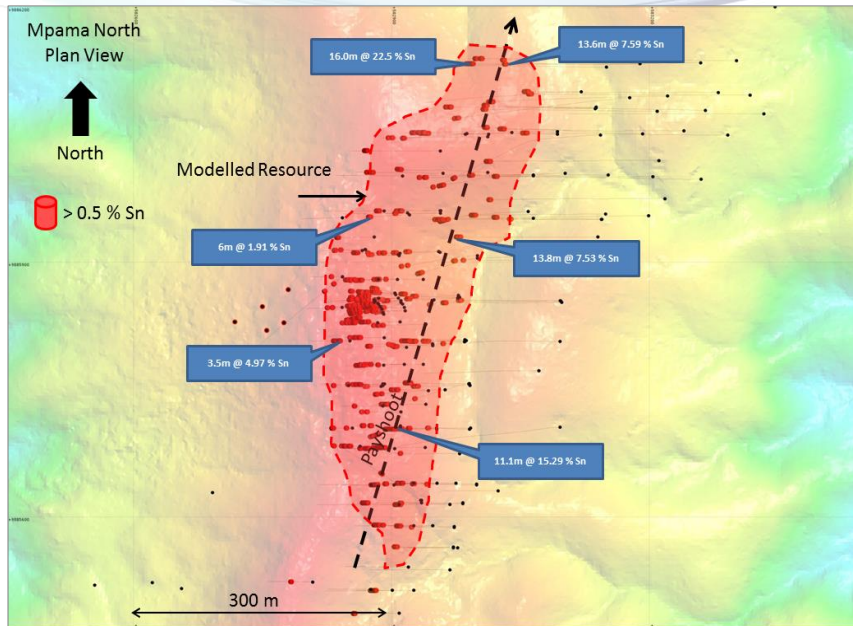 Mpama North
Plan View
North
> 0.5 % Sn
16.0m @ 22.5 % Sn
13.6m @ 7.59 % Sn
Modelled Resource
6m @ 1.91 % Sn
13.8m @ 7.53 % Sn
3.5m @ 4.97 % Sn
Payshoot
11.1m @ 15.29 % Sn
300 m